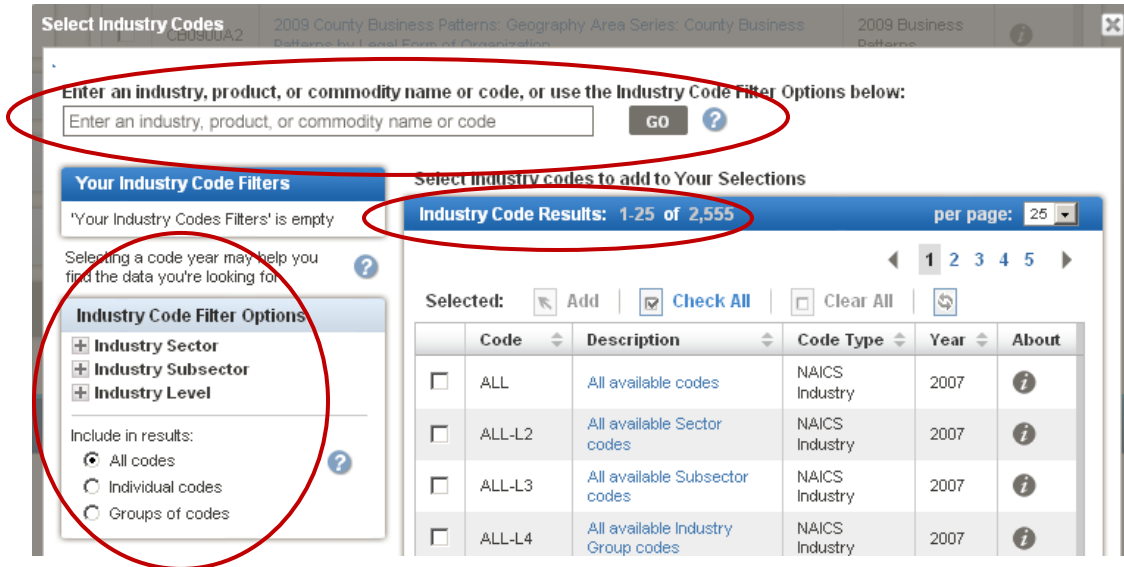 Select Industry Codes
CB0900A2
2009 County Business Patterns: Geography Area Series: County Business
Patterns by Legal Form of Organization
2009 Business
Patterns
Enter an industry, product, or commodity name or code, or use the Industry Code Filter Options below:
Enter an industry, product, or commodity name or code
GO
?
Your Industry Code Filters
'Your Industry Codes Filters' is empty
Selecting a code year may help you
find the data you're looking for
?
Industry Code Filter Options
Industry Sector
Industry Subsector
Industry Level
Include in results:
All codes
Individual codes
Groups of codes
?
Select industry codes to add to Your Selections
Industry Code Results: 1-25 of 2,555 per page: 25
1 2 3 4 5
Selected: Add Check All Clear All
Code Description Code Type Year About
ALL All available codes NAICS Industry 2007 i
ALL-L2 All available Sector codes NAICS Industry 2007 i
ALL-L3 All available Subsector codes NAICS Industry 2007 i
ALL-L4 All available Industry Group codes NAICS Industry 2007 i